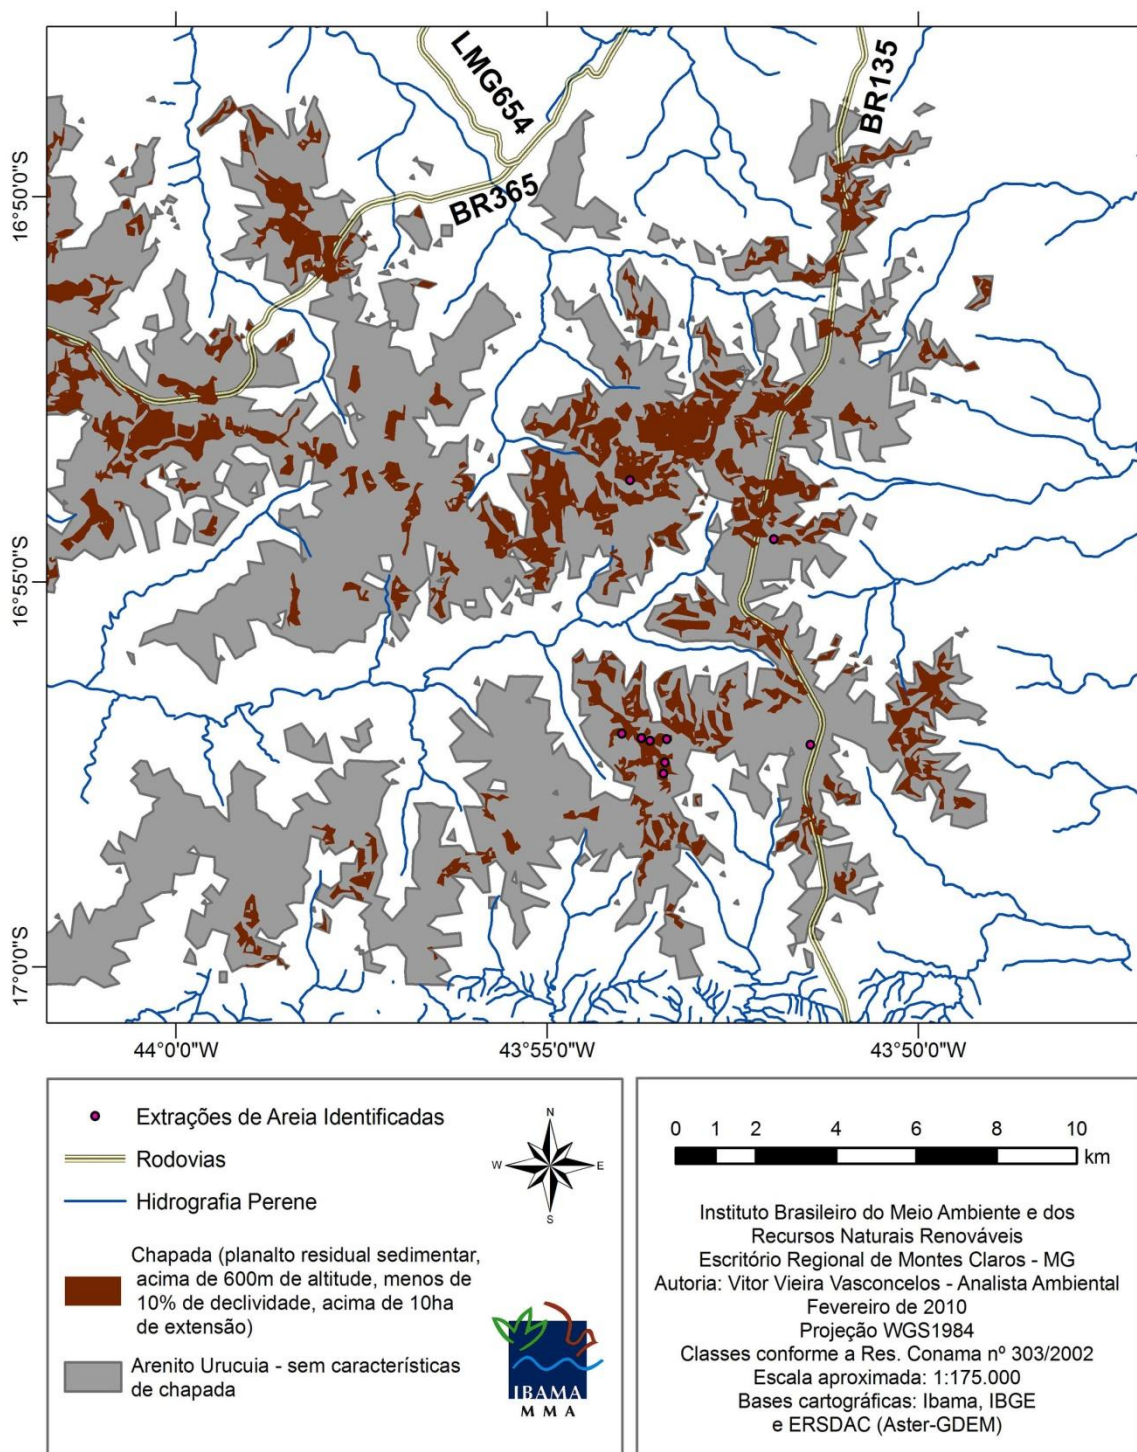 LMG654
BR135
BR365
16°50'0"S
16°55'0"S
17°0'0"S
44°0'0"W
43°55'0"W
43°50'0"W
Extrações de Areia Identificadas
Rodovias
Hidrografia Perene
Chapada (planalto residual sedimentar,
acima de 600m de altitude, menos de
10% de declividade, acima de 10ha
de extensão)
Arenito Urucuia - sem características
de chapada
N
W
E
S
IBAMA
MMA
0 1 2 4 6 8 10
km
Instituto Brasileiro do Meio Ambiente e dos
Recursos Naturais Renováveis
Escritório Regional de Montes Claros - MG
Autoria: Vitor Vieira Vasconcelos - Analista Ambiental
Fevereiro de 2010
Projeção WGS1984
Classes conforme a Res. Conama nº 303/2002
Escala aproximada: 1:175.000
Bases cartográficas: Ibama, IBGE
e ERSDAC (Aster-GDEM)